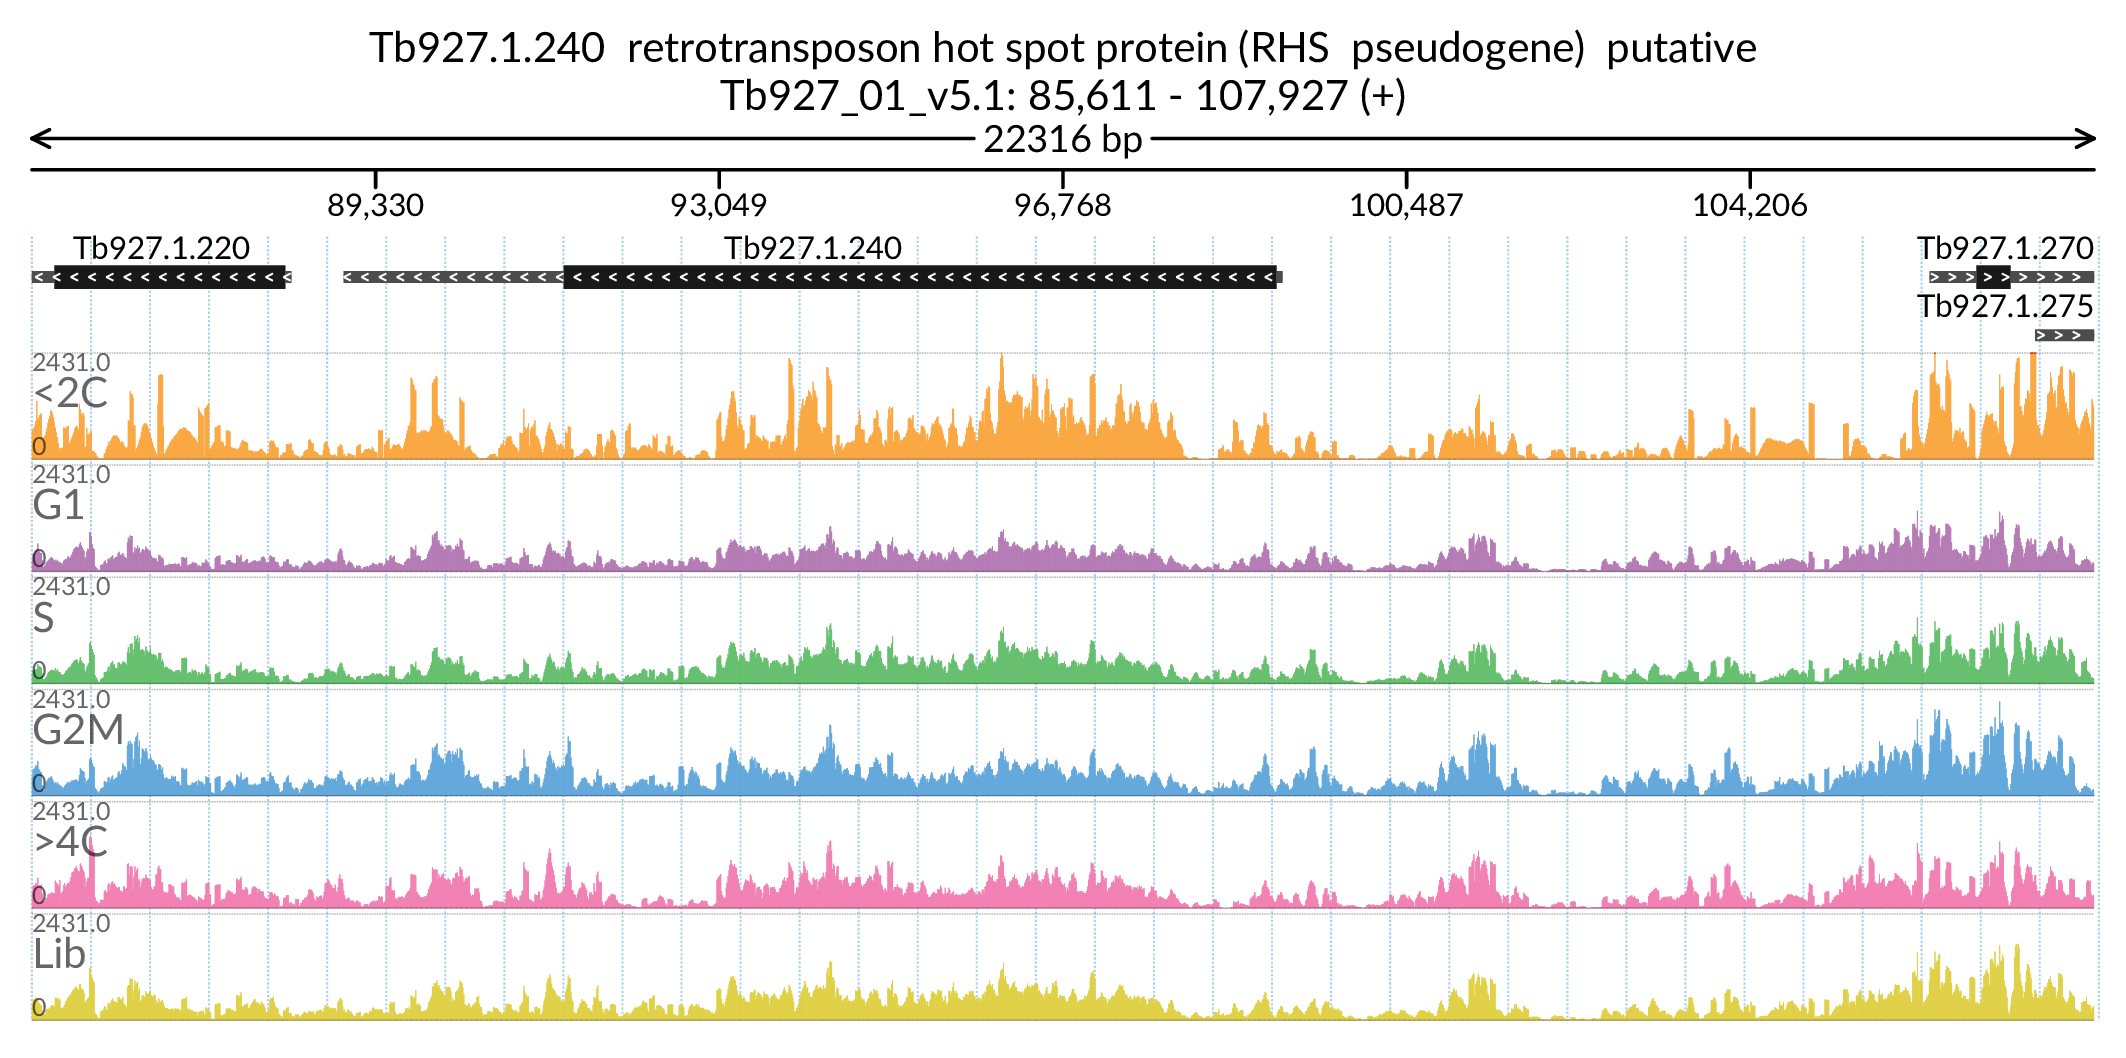 Tb927.1.240 retrotransposon hot spot protein (RHS pseudogene) putative
Tb927_01_v5.1: 85,611 - 107,927 (+)
22316 bp
89,330 93,049 96,768 100,487 104,206
Tb927.1.220 Tb927.1.240 Tb927.1.270
Tb927.1.275
2431.0
<2C
0
2431.0
G1
0
2431.0
S
0
2431.0
G2M
0
2431.0
>4C
0
2431.0
Lib
0